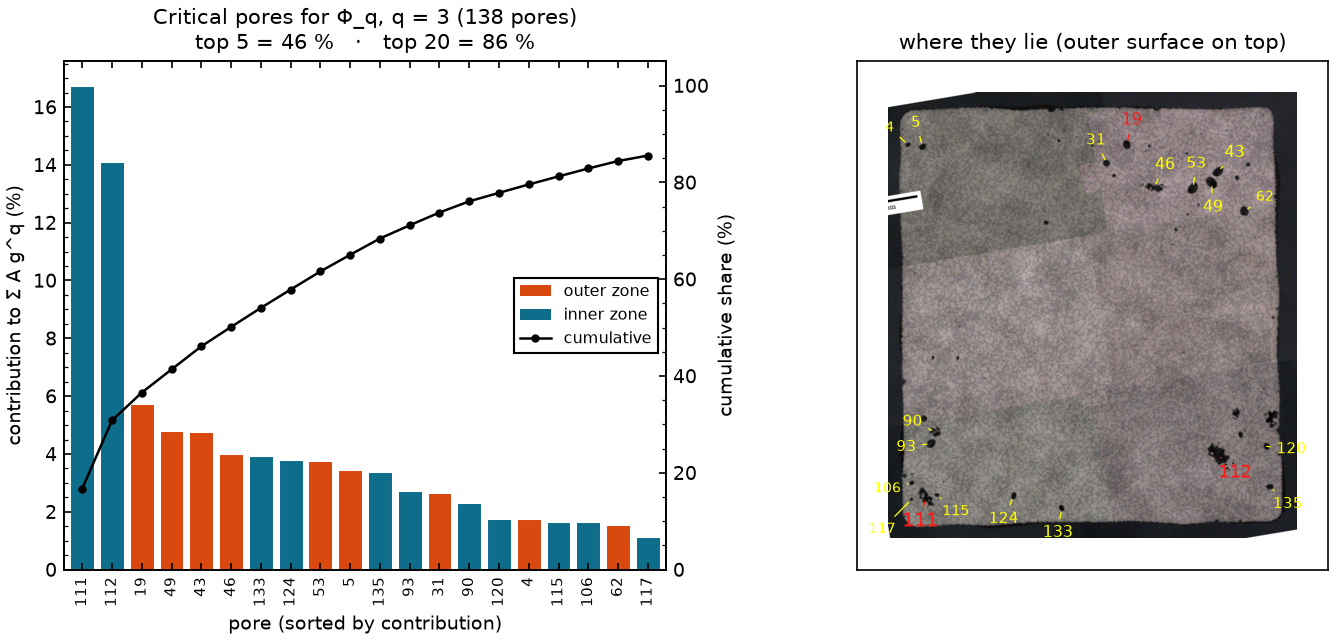 Critical pores for Φ_q, q = 3 (138 pores)
top 5 = 46 % · top 20 = 86 %
contribution to Σ A g^q (%)
16
14
12
10
8
6
4
2
0
100
80
60
40
20
0
cumulative share (%)
outer zone
inner zone
cumulative
111 112 19 49 43 46 133 124 53 5 135 93 31 90 120 4 115 106 62 117
pore (sorted by contribution)
where they lie (outer surface on top)
4 5 19
31 46 53 43
49 62
90
93 120
112
106 135
117 111 115 124 133